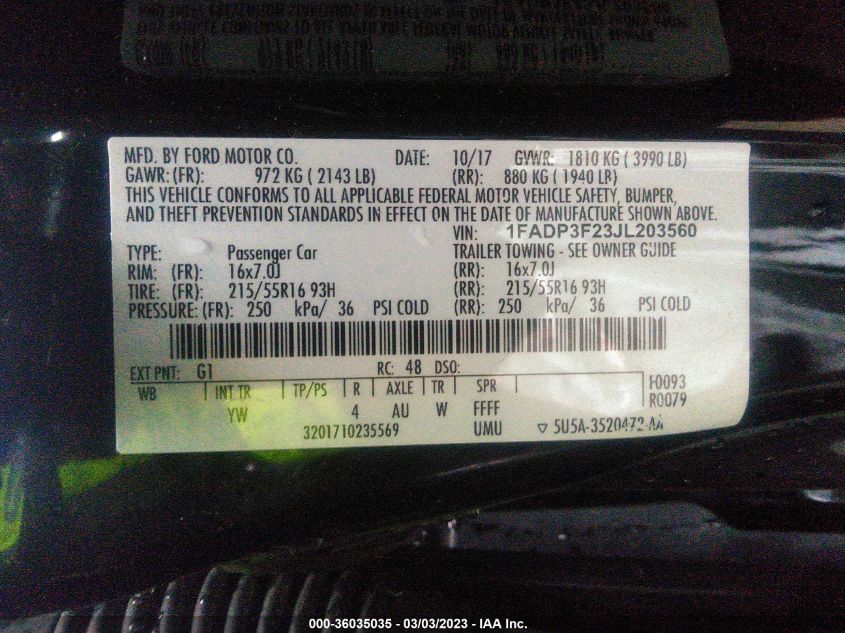 MFD. BY FORD MOTOR CO. DATE: 10/17 GVWR: 1810 KG ( 3990 LB)
GAWR: (FR): 972 KG ( 2143 LB) (RR): 880 KG ( 1940 LB)
THIS VEHICLE CONFORMS TO ALL APPLICABLE FEDERAL MOTOR VEHICLE SAFETY, BUMPER,
AND THEFT PREVENTION STANDARDS IN EFFECT ON THE DATE OF MANUFACTURE SHOWN ABOVE.
VIN: 1FADP3F23JL203560
TYPE: Passenger Car TRAILER TOWING - SEE OWNER GUIDE
RIM: (FR): 16x7.0J (RR): 16x7.0J
TIRE: (FR): 215/55R16 93H (RR): 215/55R16 93H
PRESSURE: (FR): 250 kPa/ 36 PSI COLD (RR): 250 kPa/ 36 PSI COLD
EXT PNT: G1 RC: 48 DSO:
WB INT TR TP/PS R AXLE TR SPR
YW 4 AU W FFFF
R0079
3201710235569 UMU ▽ 5U5A-3520472-AA
000-36035035 - 03/03/2023 - IAA Inc.